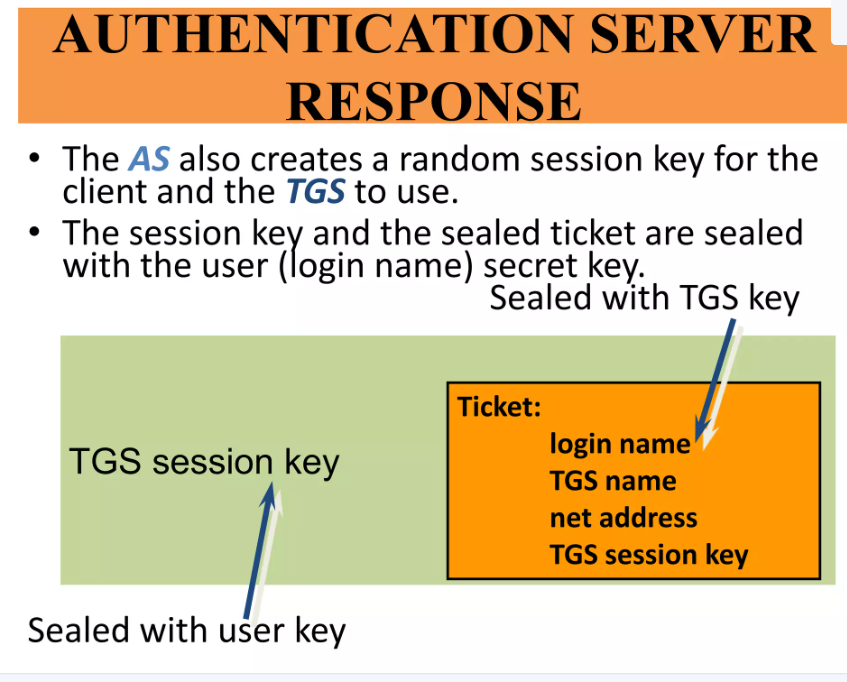 AUTHENTICATION SERVER
RESPONSE
• The AS also creates a random session key for the
client and the TGS to use.
• The session key and the sealed ticket are sealed
with the user (login name) secret key.
Sealed with TGS key
Ticket:
login name
TGS session key
TGS name
net address
TGS session key
Sealed with user key